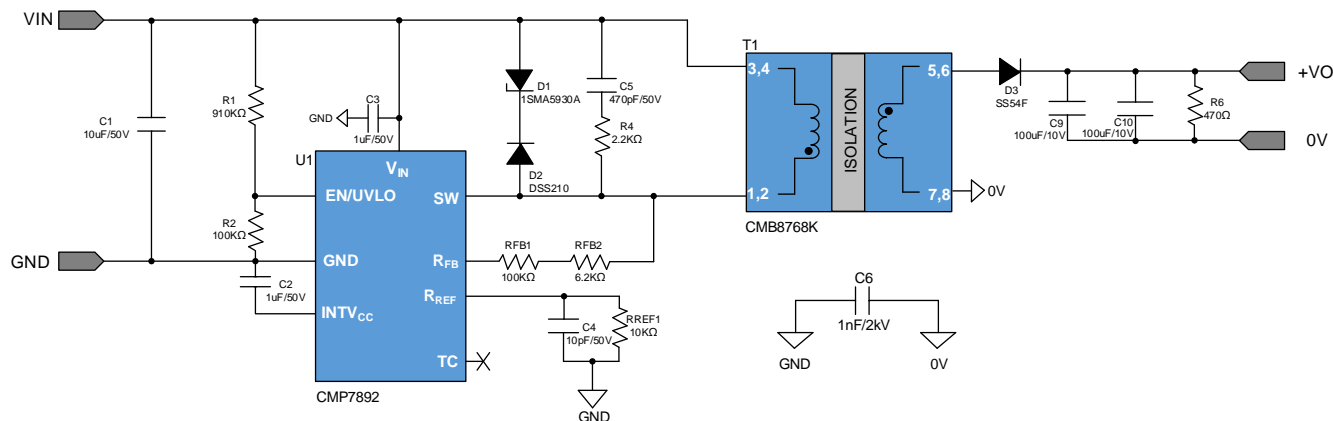 VIN
GND
C1
10uF/50V
R1
910KΩ
R2
100KΩ
C2
1uF/50V
GND
C3
1uF/50V
U1
VIN
EN/UVLO
SW
GND
RFB
INTVCC
RREF
TC
CMP7892
D1
1SMA5930A
D2
DSS210
C5
470pF/50V
R4
2.2KΩ
RFB1
100KΩ
RFB2
6.2KΩ
C4
10pF/50V
RREF1
10KΩ
GND
T1
3,4
5,6
ISOLATION
1,2
7,8
CMB8768K
0V
D3
SS54F
C9
100uF/10V
C10
100uF/10V
R6
470Ω
+VO
0V
C6
1nF/2kV
GND
0V